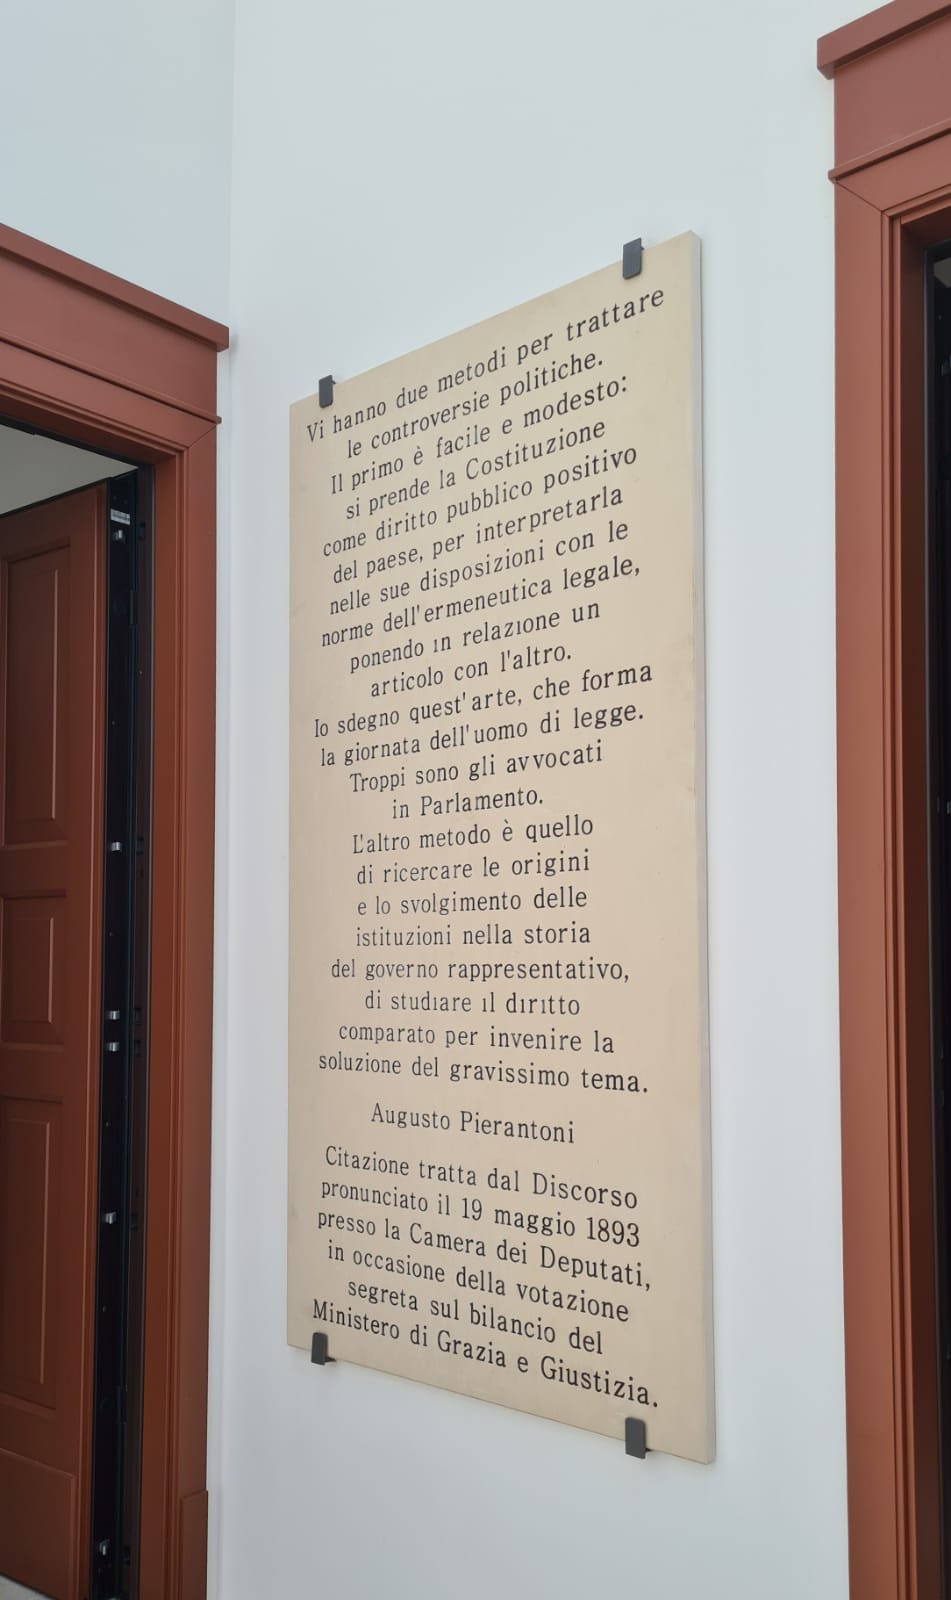 Vi hanno due metodi per trattare
le controversie politiche.
Il primo è facile e modesto:
si prende la Costituzione
come diritto pubblico positivo
del paese, per interpretarla
nelle sue disposizioni con le
norme dell'ermeneutica legale,
ponendo ın relazıone un
articolo con l'altro.
Io sdegno quest'arte, che forma
la giornata dell'uomo di legge.
Troppi sono gli avvocati
in Parlamento.
L'altro metodo è quello
di ricercare le origini
e lo svolgimento delle
istituzioni nella storia
del governo rappresentativo,
di studıare ıl dırıtto
comparato per invenire la
soluzione del gravissimo tema.
Augusto Pierantoni
Citazione tratta dal Discorso
pronunciato il 19 maggio 1893
presso la Camera dei Deputati,
in occasione della votazione
segreta sul bilancio del
Ministero di Grazia e Giustizia.